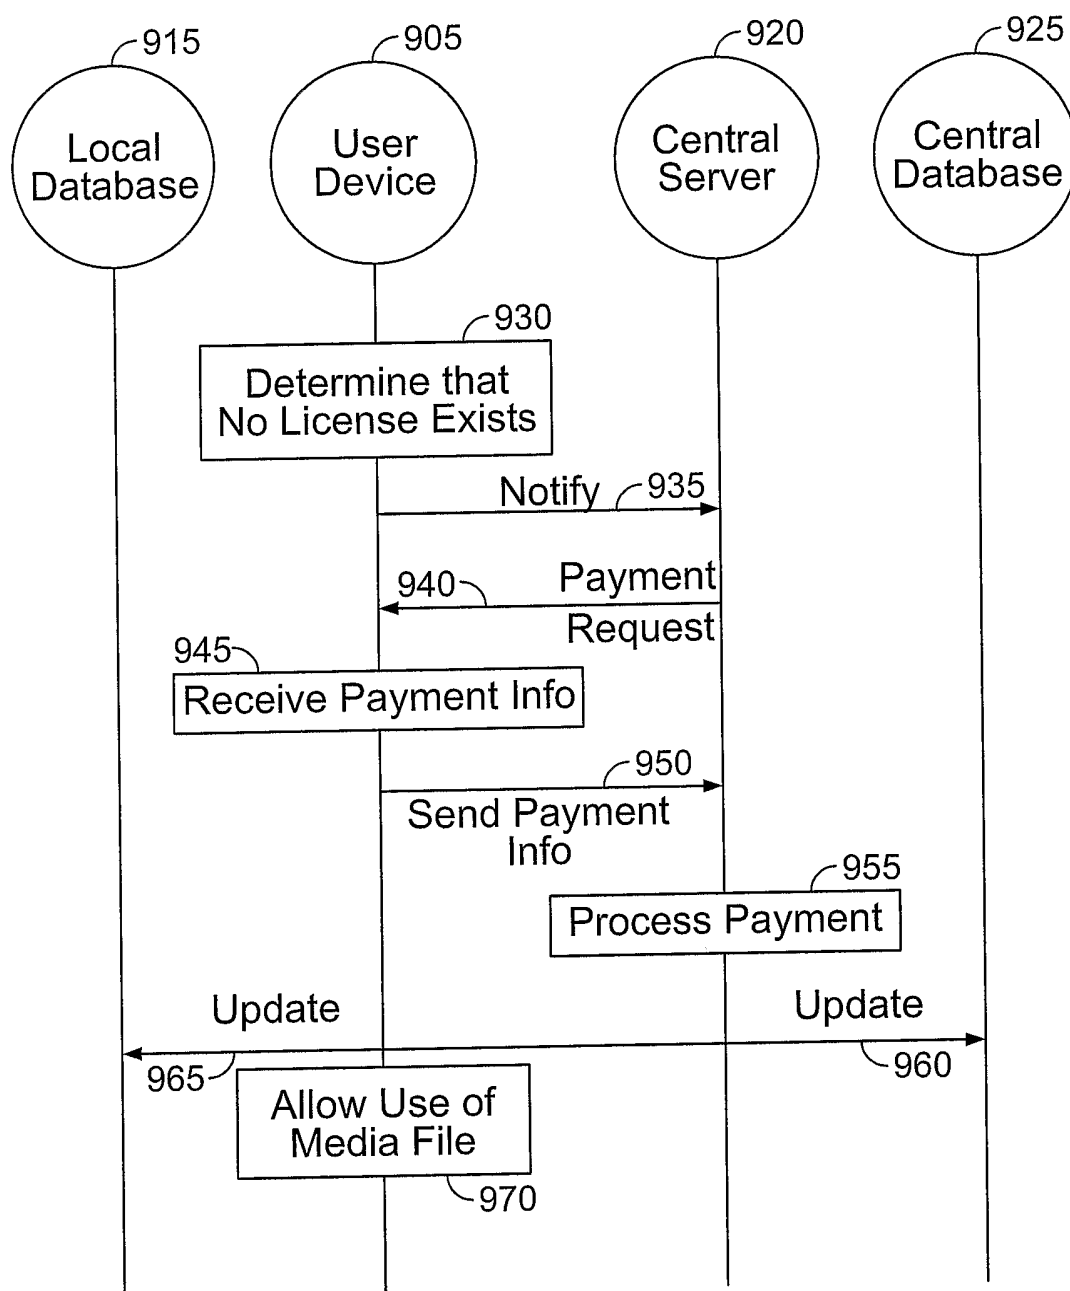 915
905
920
925
Local
Database
User
Device
Central
Server
Central
Database
930
Determine that
No License Exists
Notify
935
940
Payment
Request
945
Receive Payment Info
950
Send Payment
Info
955
Process Payment
Update
Update
965
960
Allow Use of
Media File
970